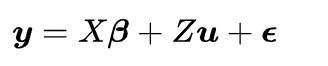 y = Xβ + Zu + ϵ